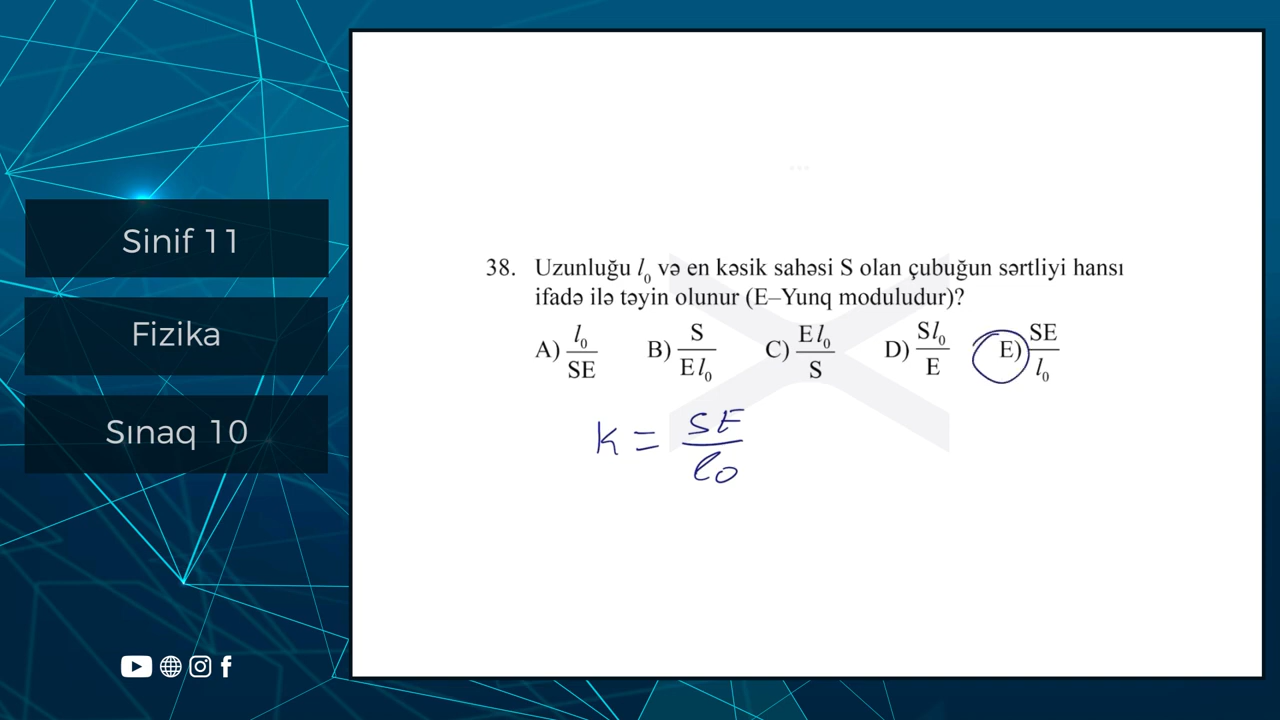 Sinif 11
Fizika
Sınaq 10
...
38. Uzunluğu l₀ və en kəsik sahəsi S olan çubuğun sərtliyi hansı
ifadə ilə təyin olunur (E–Yunq moduludur)?
A) l₀/SE B) S/El₀ C) El₀/S D) Sl₀/E E) SE/l₀
K = SE/l₀